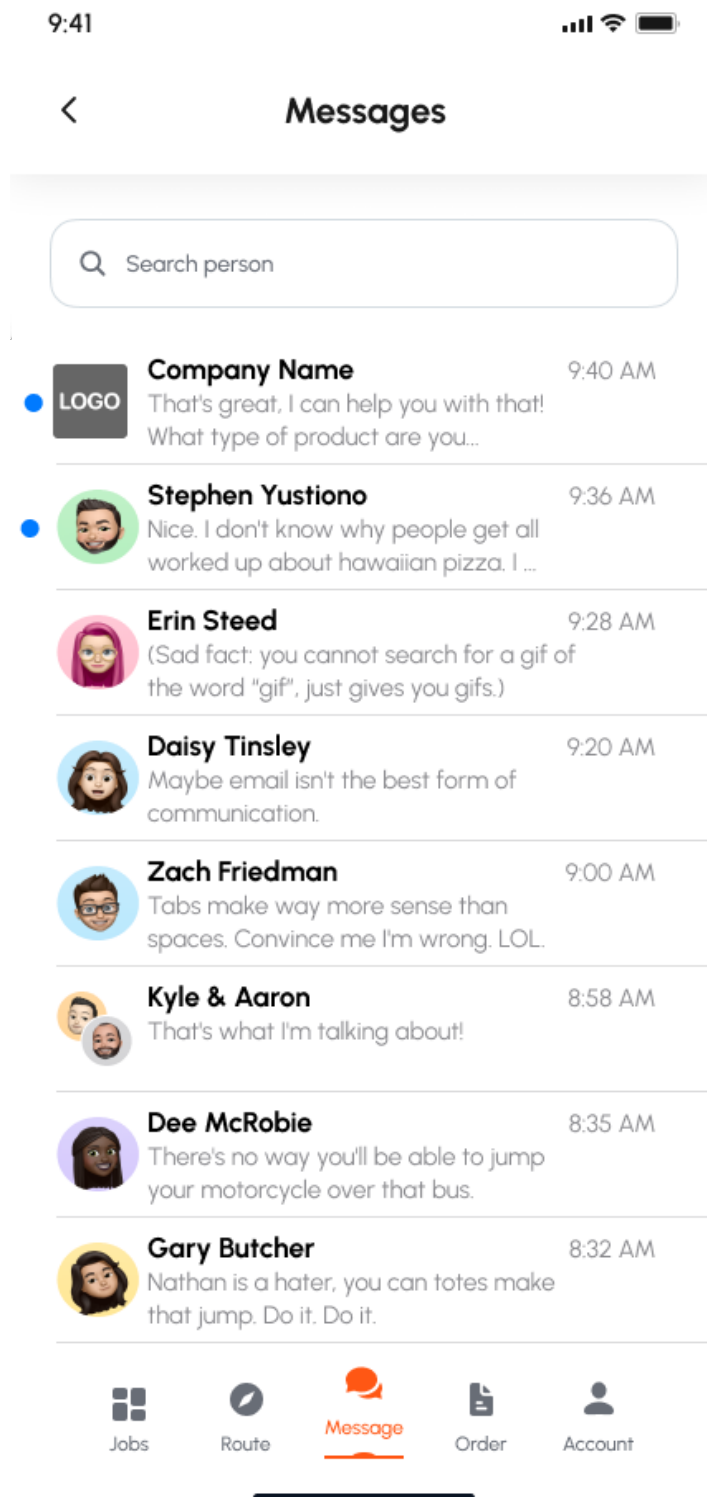 9:41
Messages
Search person
Company Name 9:40 AM
LOGO
That's great, I can help you with that!
What type of product are you...
Stephen Yustiono 9:36 AM
Nice. I don't know why people get all
worked up about hawaiian pizza. I ...
Erin Steed 9:28 AM
(Sad fact: you cannot search for a gif of
the word "gif", just gives you gifs.)
Daisy Tinsley 9:20 AM
Maybe email isn't the best form of
communication.
Zach Friedman 9:00 AM
Tabs make way more sense than
spaces. Convince me I'm wrong. LOL.
Kyle & Aaron 8:58 AM
That's what I'm talking about!
Dee McRobie 8:35 AM
There's no way you'll be able to jump
your motorcycle over that bus.
Gary Butcher 8:32 AM
Nathan is a hater, you can totes make
that jump. Do it. Do it.
Jobs Route Message Order Account